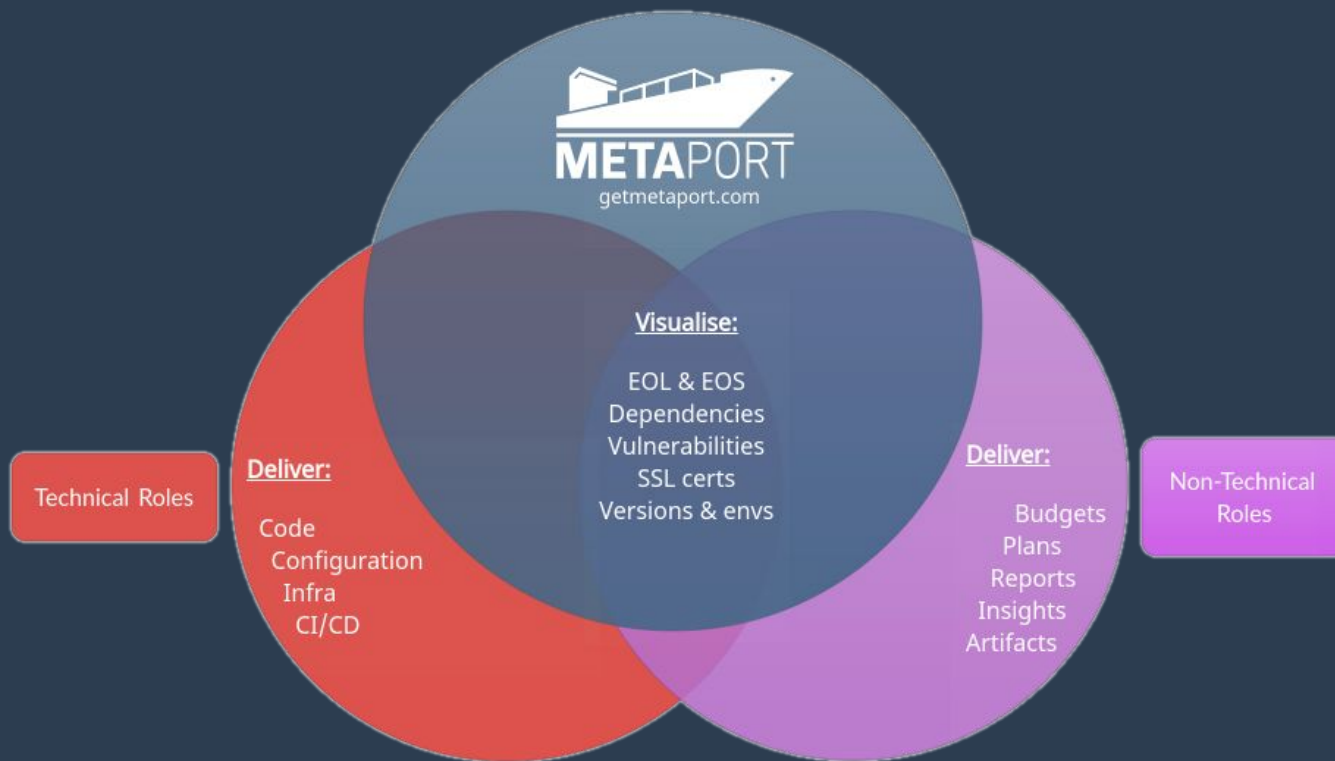 METAPORT
getmetaport.com
Visualise:
EOL & EOS
Dependencies
Vulnerabilities
SSL certs
Versions & envs
Technical Roles
Deliver:
Code
Configuration
Infra
CI/CD
Deliver:
Budgets
Plans
Reports
Insights
Artifacts
Non-Technical
Roles